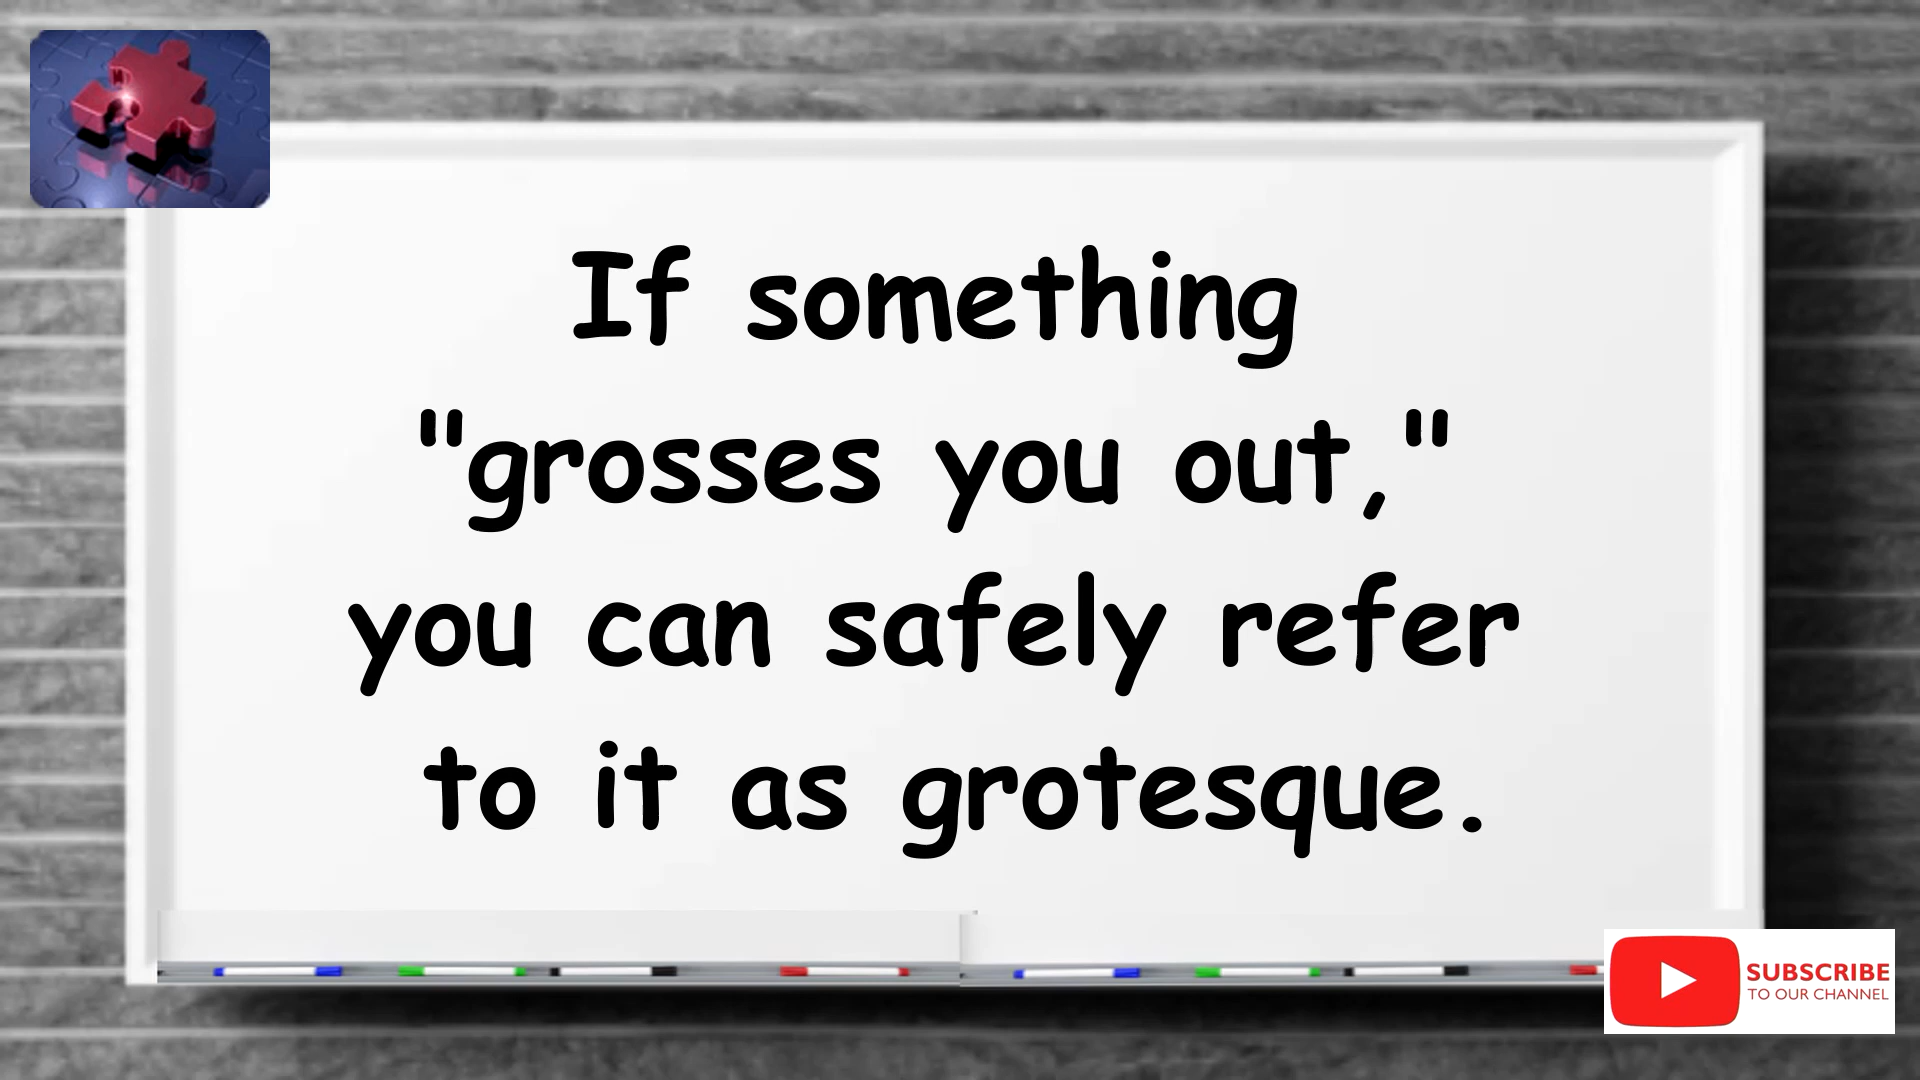 If something
"grosses you out,"
you can safely refer
to it as grotesque.
SUBSCRIBE
TO OUR CHANNEL